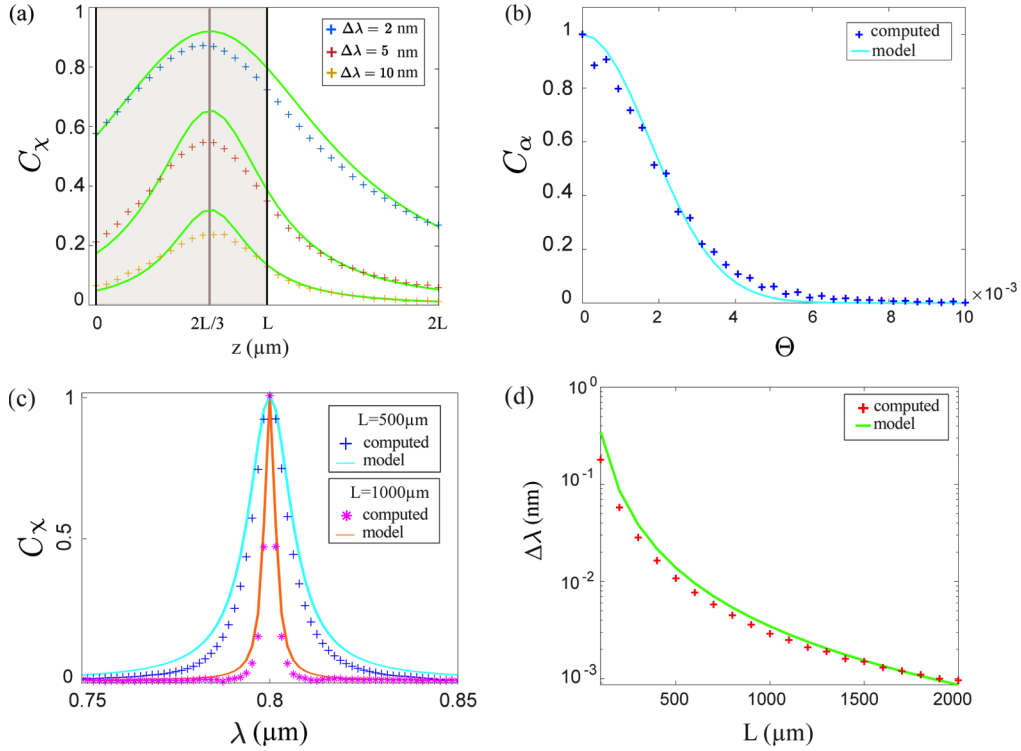 (a)
Δλ = 2 nm
Δλ = 5 nm
Δλ = 10 nm
1
0.8
0.6
0.4
0.2
0
C𝜒
0
2L/3
L
2L
z (µm)
(b)
computed
model
1
0.8
0.6
0.4
0.2
0
Cα
0
2
4
6
8
10
×10⁻³
Θ
(c)
L=500µm
computed
model
L=1000µm
computed
model
1
0.5
0
C𝜒
0.75
0.8
0.85
λ (µm)
(d)
computed
model
10⁰
10⁻¹
10⁻²
10⁻³
Δλ (nm)
500
1000
1500
2000
L (µm)